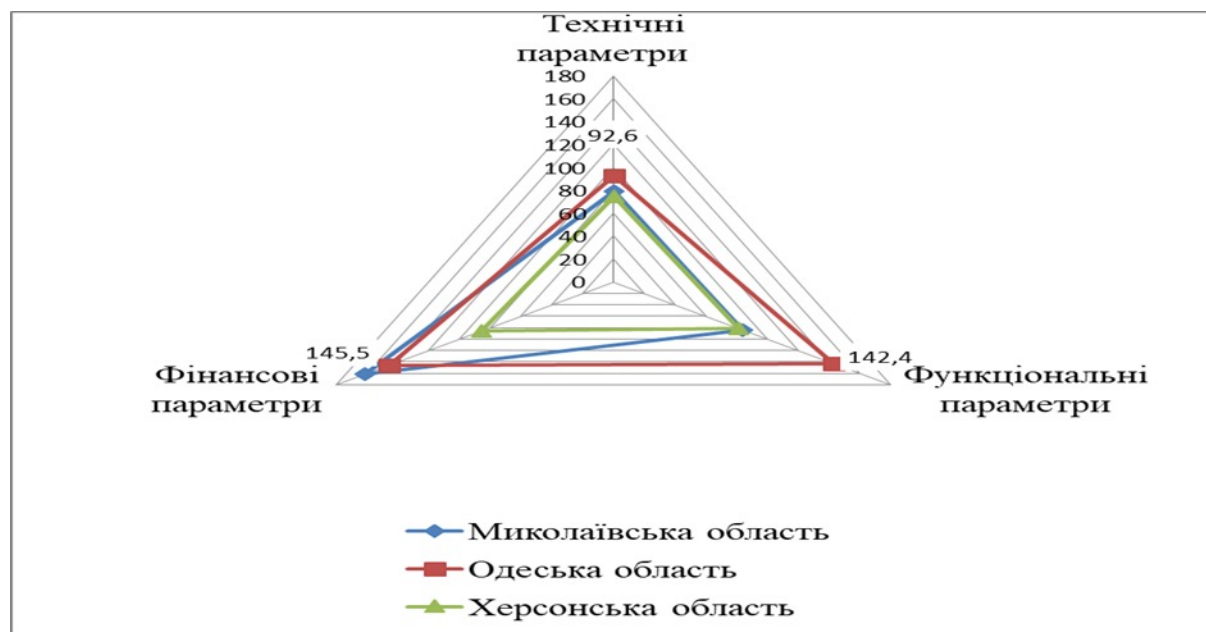 Технічні
параметри
180
160
140
120
92,6
100
80
60
40
20
0
145,5
142,4
Фінансові
параметри
Функціональні
параметри
Миколаївська область
Одеська область
Херсонська область